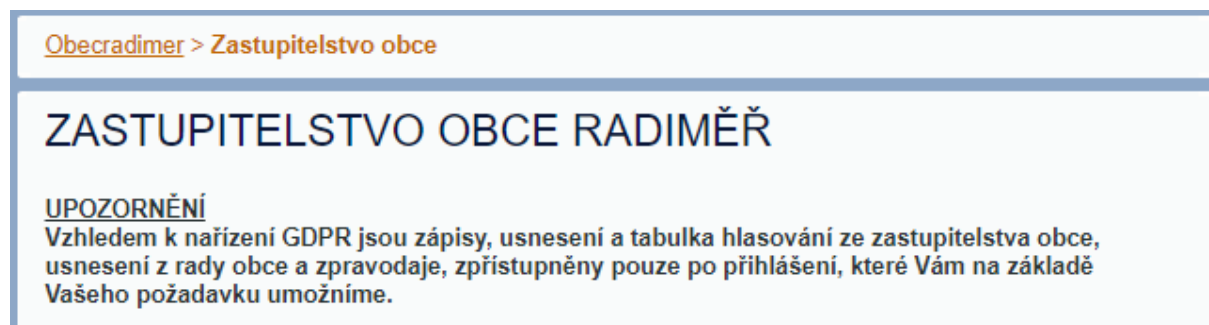 Obecradimer > Zastupitelstvo obce
ZASTUPITELSTVO OBCE RADIMĚŘ
UPOZORNĚNÍ
Vzhledem k nařízení GDPR jsou zápisy, usnesení a tabulka hlasování ze zastupitelstva obce,
usnesení z rady obce a zpravodaje, zpřístupněny pouze po přihlášení, které Vám na základě
Vašeho požadavku umožníme.